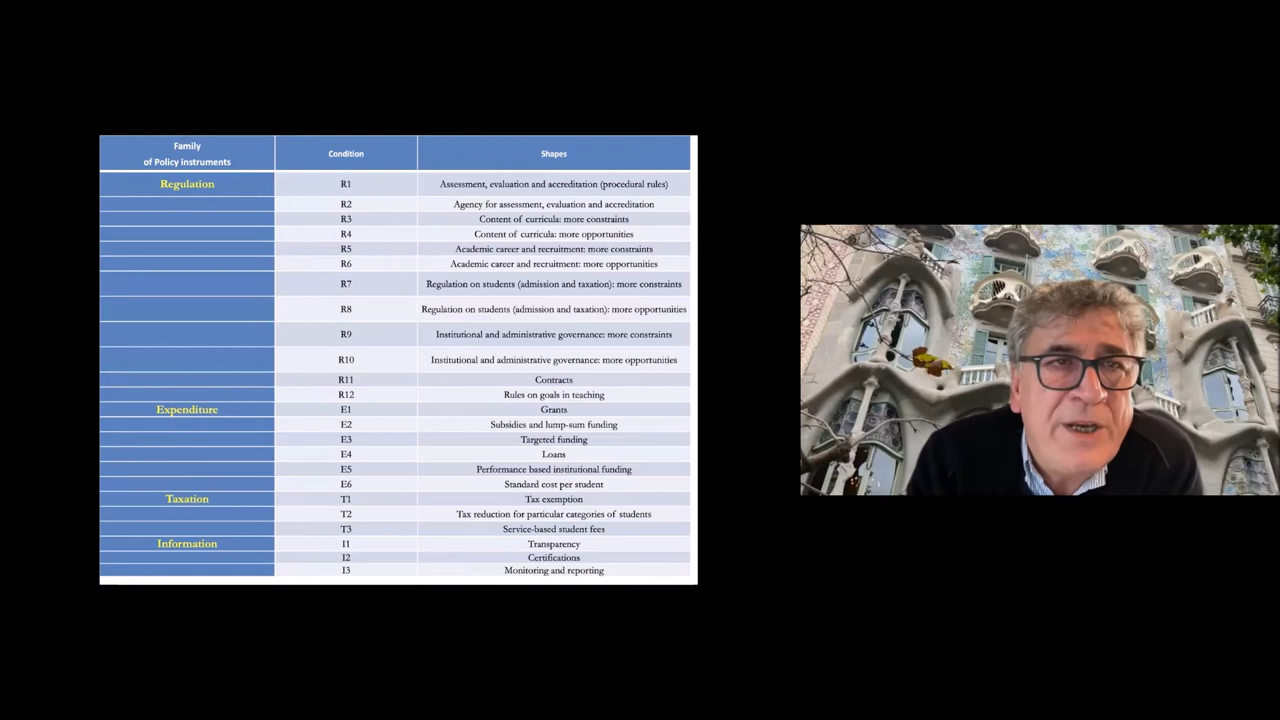 Family
of Policy instruments
Condition
Shapes
Regulation
R1
Assessment, evaluation and accreditation (procedural rules)
R2
Agency for assessment, evaluation and accreditation
R3
Content of curricula: more constraints
R4
Content of curricula: more opportunities
R5
Academic career and recruitment: more constraints
R6
Academic career and recruitment: more opportunities
R7
Regulation on students (admission and taxation): more constraints
R8
Regulation on students (admission and taxation): more opportunities
R9
Institutional and administrative governance: more constraints
R10
Institutional and administrative governance: more opportunities
R11
Contracts
R12
Rules on goals in teaching
Expenditure
E1
Grants
E2
Subsidies and lump-sum funding
E3
Targeted funding
E4
Loans
E5
Performance based institutional funding
E6
Standard cost per student
Taxation
T1
Tax exemption
T2
Tax reduction for particular categories of students
T3
Service-based student fees
Information
I1
Transparency
I2
Certifications
I3
Monitoring and reporting